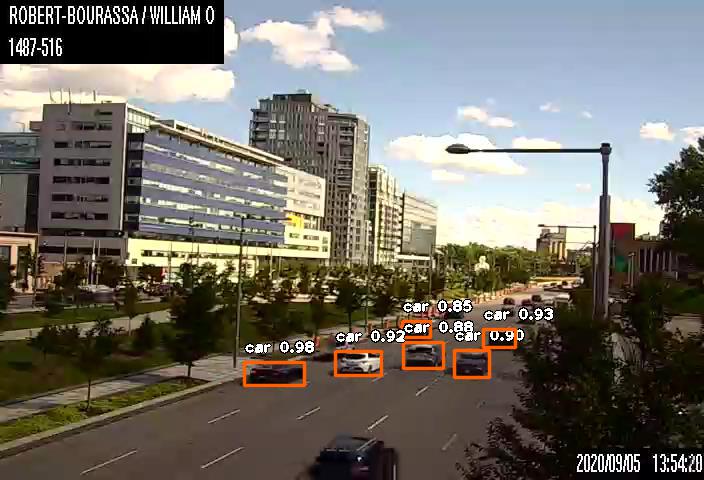 ROBERT-BOURASSA / WILLIAM O
1487-516
car 0.85
car 0.93
car 0.88
car 0.90
car 0.92
car 0.98
2020/09/05 13:54:28